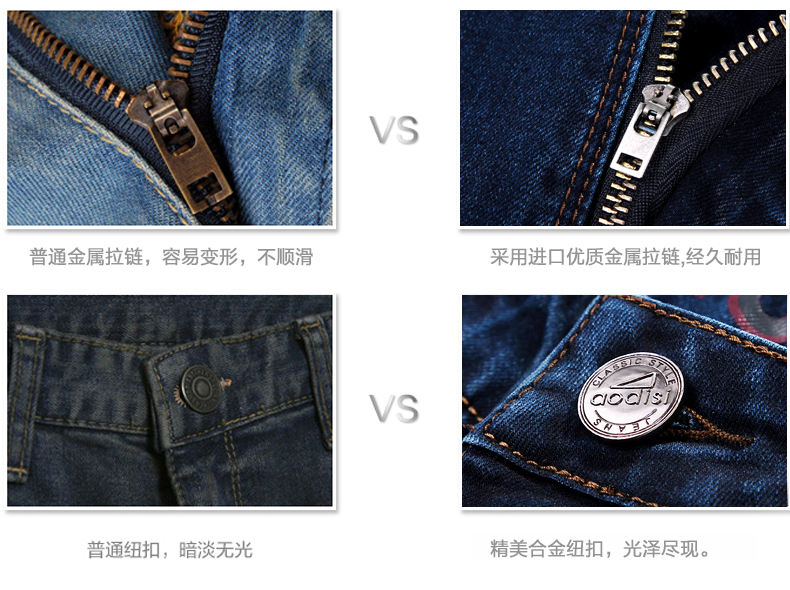 VS
普通金属拉链，容易变形，不顺滑
采用进口优质金属拉链,经久耐用
VS
CLASSIC STYLE
aodisi
JEANS
普通纽扣，暗淡无光
精美合金纽扣，光泽尽现。